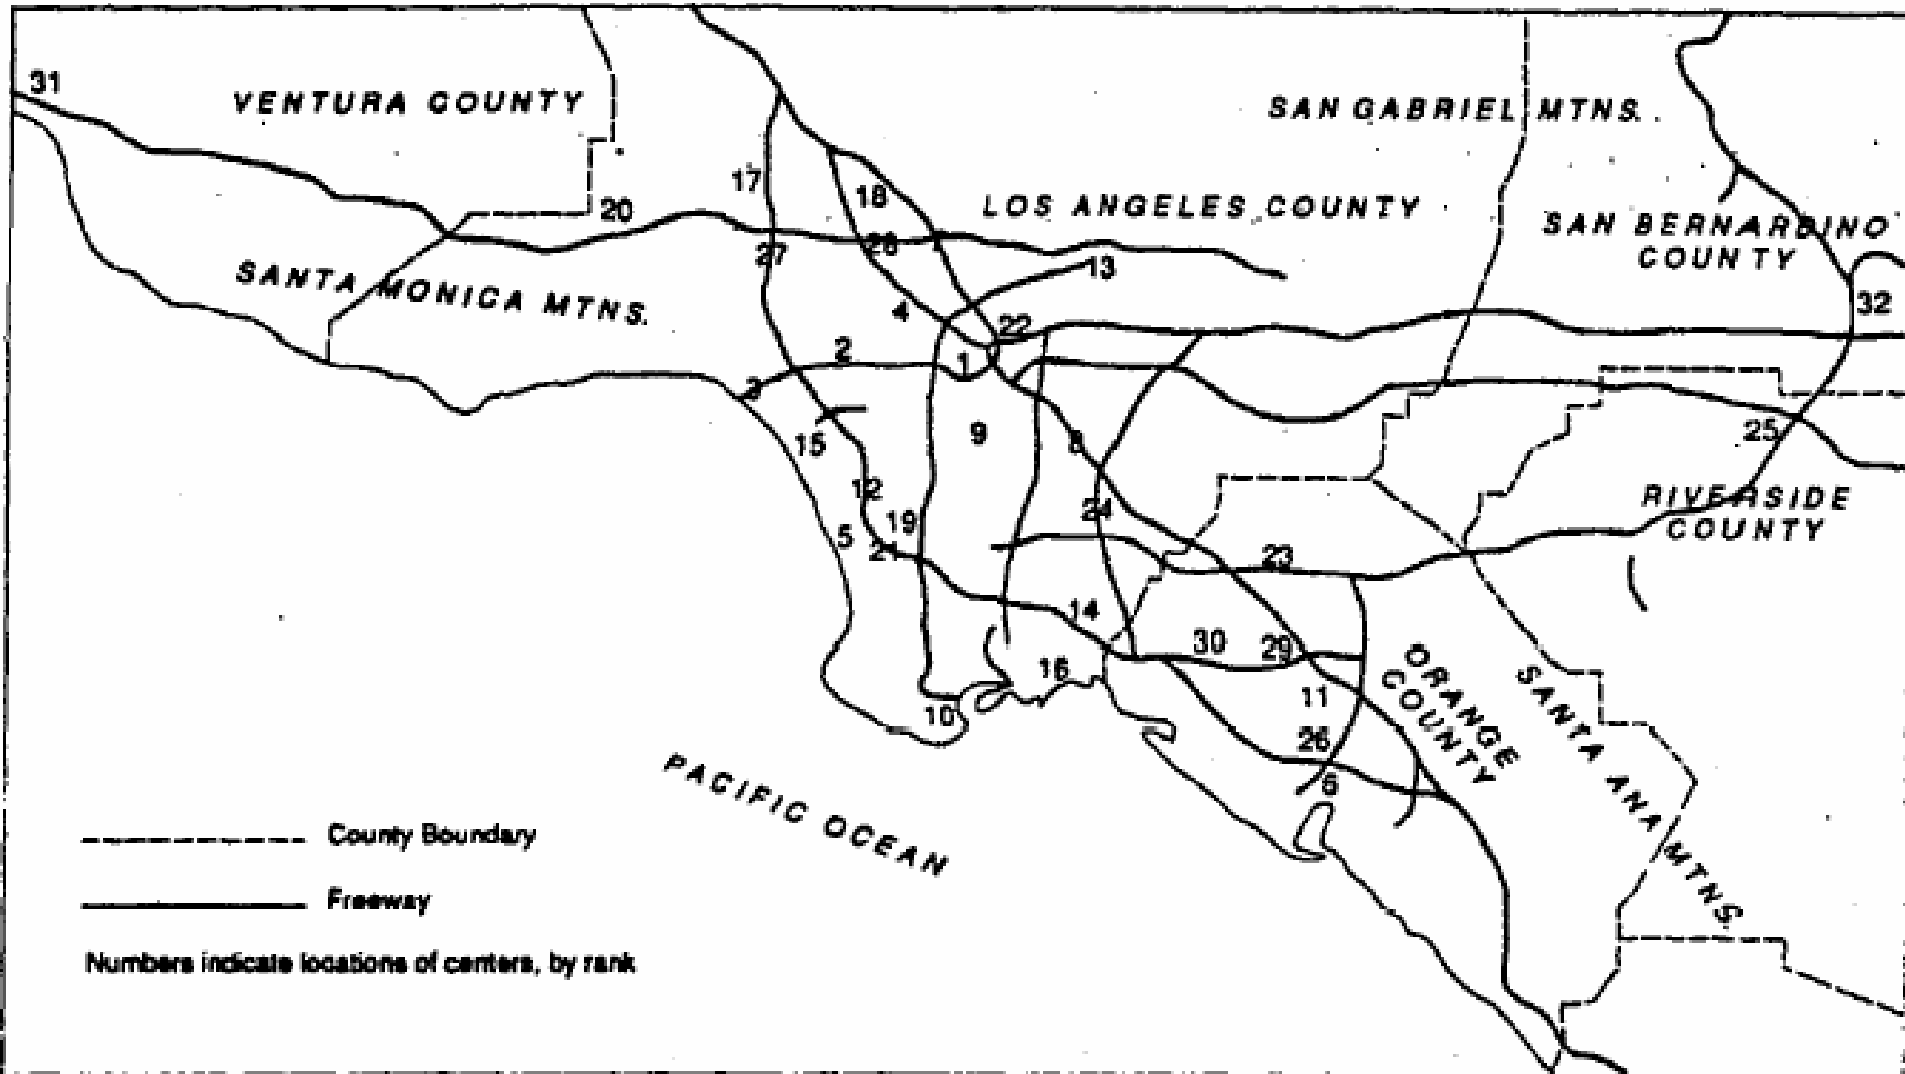 31
VENTURA COUNTY
SAN GABRIEL MTNS.
17
18
20
LOS ANGELES COUNTY
SAN BERNARDINO
COUNTY
27
28
13
SANTA MONICA MTNS.
4
22
32
2
1
3
15
9
8
25
12
19
24
RIVERSIDE
COUNTY
5
21
23
14
30
29
16
10
11
ORANGE
COUNTY
SANTA ANA MTNS.
26
6
PACIFIC OCEAN
County Boundary
Freeway
Numbers indicate locations of centers, by rank